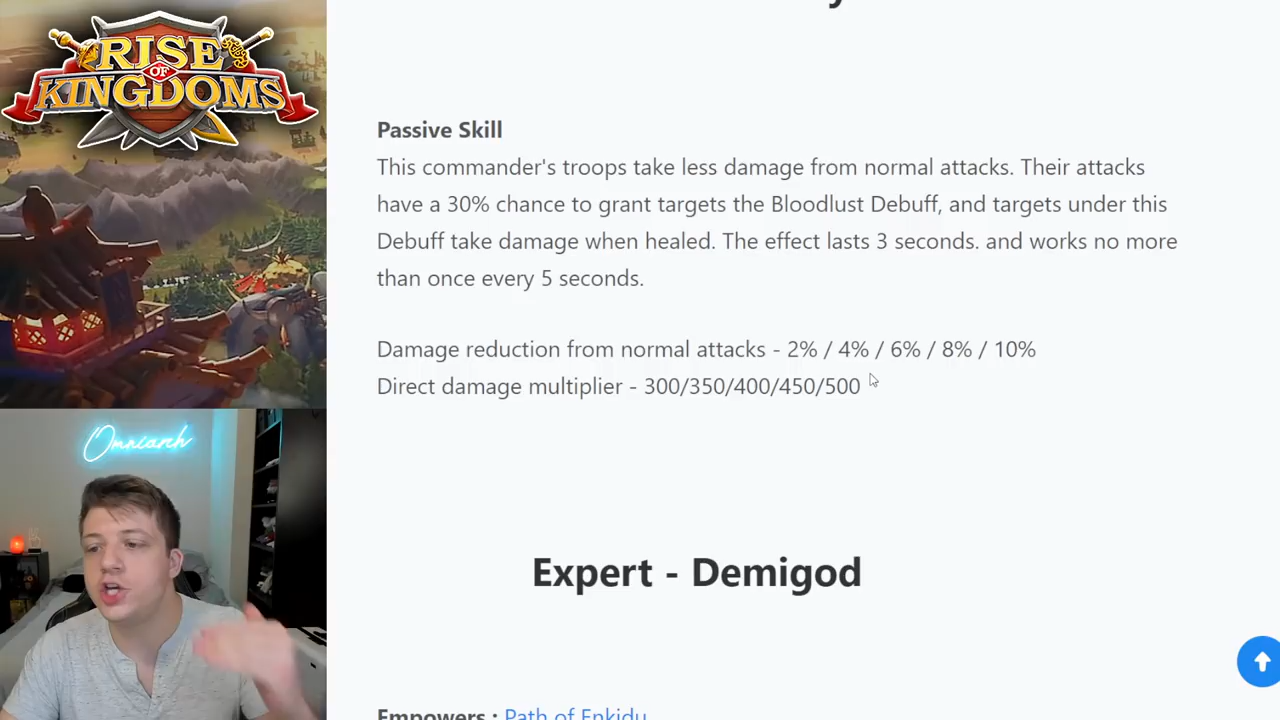 RISE
OF
KINGDOMS
Passive Skill
This commander's troops take less damage from normal attacks. Their attacks
have a 30% chance to grant targets the Bloodlust Debuff, and targets under this
Debuff take damage when healed. The effect lasts 3 seconds. and works no more
than once every 5 seconds.
Damage reduction from normal attacks - 2% / 4% / 6% / 8% / 10%
Direct damage multiplier - 300/350/400/450/500
Omniarch
Expert - Demigod
Empowers : Path of Enkidu